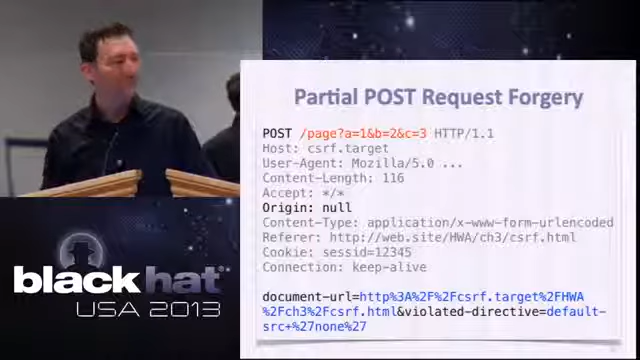 Partial POST Request Forgery
POST /page?a=1&b=2&c=3 HTTP/1.1
Host: csrf.target
User-Agent: Mozilla/5.0 ...
Content-Length: 116
Accept: */*
Origin: null
Content-Type: application/x-www-form-urlencoded
Referer: http://web.site/HWA/ch3/csrf.html
Cookie: sessid=12345
Connection: keep-alive
document-url=http%3A%2F%2Fcsrf.target%2FHWA
%2Fch3%2Fcsrf.html&violated-directive=default-
src+%27none%27
black hat®
USA 2013